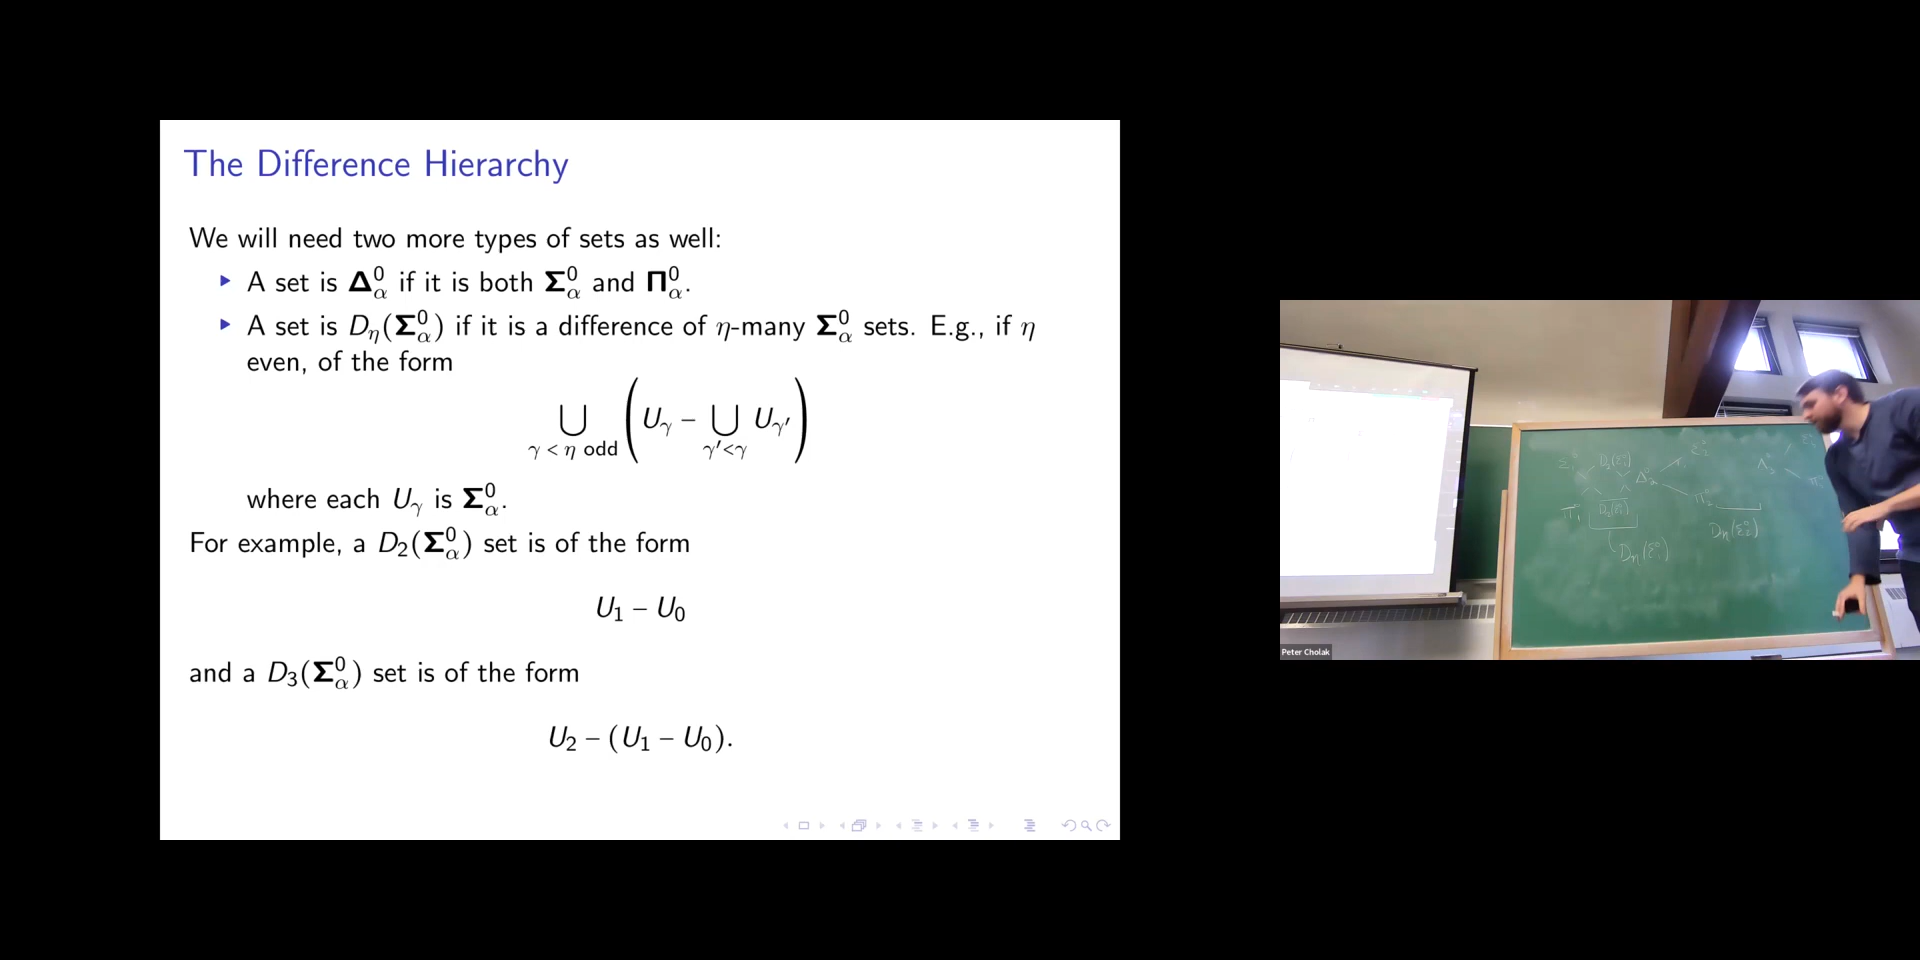 The Difference Hierarchy
We will need two more types of sets as well:
▸ A set is 𝚫⁰_α if it is both 𝚺⁰_α and 𝚷⁰_α.
▸ A set is D_η(𝚺⁰_α) if it is a difference of η-many 𝚺⁰_α sets. E.g., if η
even, of the form
⋃_{γ < η odd} ( U_γ − ⋃_{γ′<γ} U_γ′ )
where each U_γ is 𝚺⁰_α.
For example, a D₂(𝚺⁰_α) set is of the form
U₁ − U₀
and a D₃(𝚺⁰_α) set is of the form
U₂ − (U₁ − U₀).
Peter Cholak